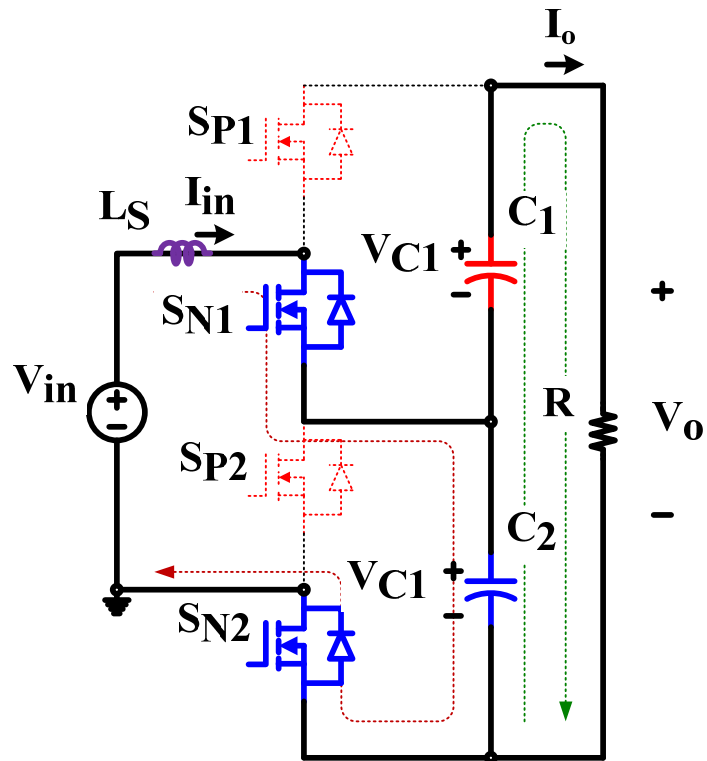 Io
SP1
LS
Iin
C1
VC1
+
−
SN1
+
Vin
+
−
R
Vo
SP2
C2
VC1
+
−
−
SN2